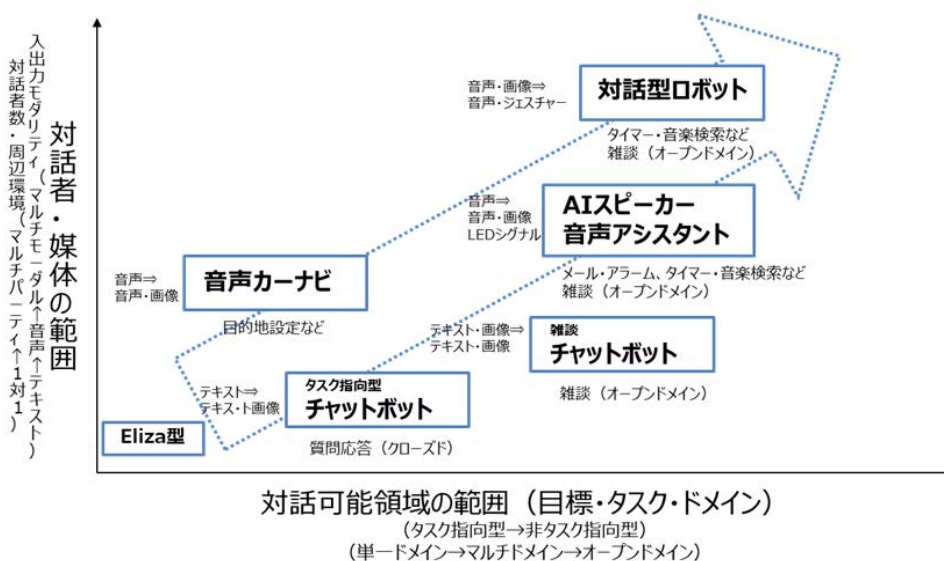 対話者・媒体の範囲
入出力モダリティ(マルチモーダル↑音声↑テキスト)
対話者数・周辺環境(マルチパーティ↑1対1)
音声・画像⇒
音声・ジェスチャー
対話型ロボット
タイマー・音楽検索など
雑談(オープンドメイン)
音声⇒
音声・画像
LEDシグナル
AIスピーカー
音声アシスタント
メール・アラーム、タイマー・音楽検索など
雑談(オープンドメイン)
音声⇒
音声・画像
音声カーナビ
目的地設定など
テキスト・画像⇒
テキスト・画像
雑談
チャットボット
雑談(オープンドメイン)
テキスト⇒
テキス・ト画像
タスク指向型
チャットボット
質問応答(クローズド)
Eliza型
対話可能領域の範囲(目標・タスク・ドメイン)
(タスク指向型→非タスク指向型)
(単一ドメイン→マルチドメイン→オープンドメイン)